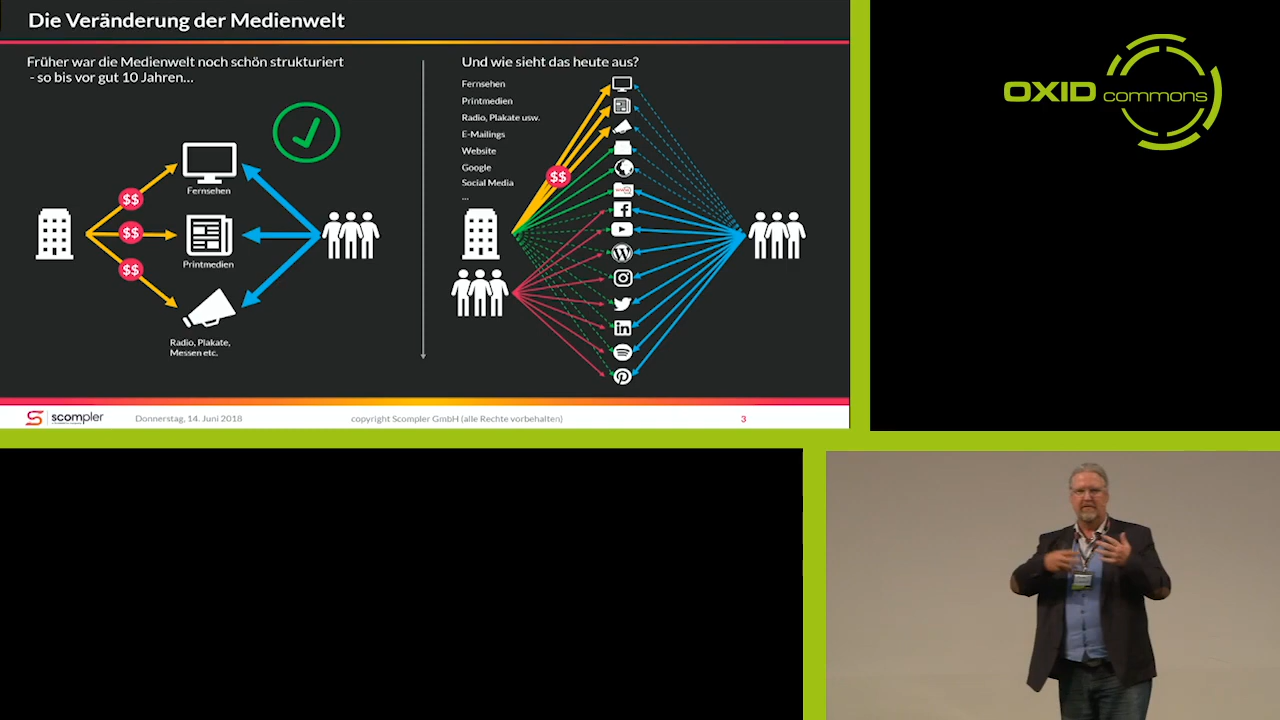 Die Veränderung der Medienwelt
Früher war die Medienwelt noch schön strukturiert
- so bis vor gut 10 Jahren...
$$
Fernsehen
$$
Printmedien
$$
Radio, Plakate,
Messen etc.
Und wie sieht das heute aus?
Fernsehen
Printmedien
Radio, Plakate usw.
E-Mailings
Website
Google
Social Media
...
$$
scompler
Donnerstag, 14. Juni 2018
copyright Scompler GmbH (alle Rechte vorbehalten)
3
OXID commons